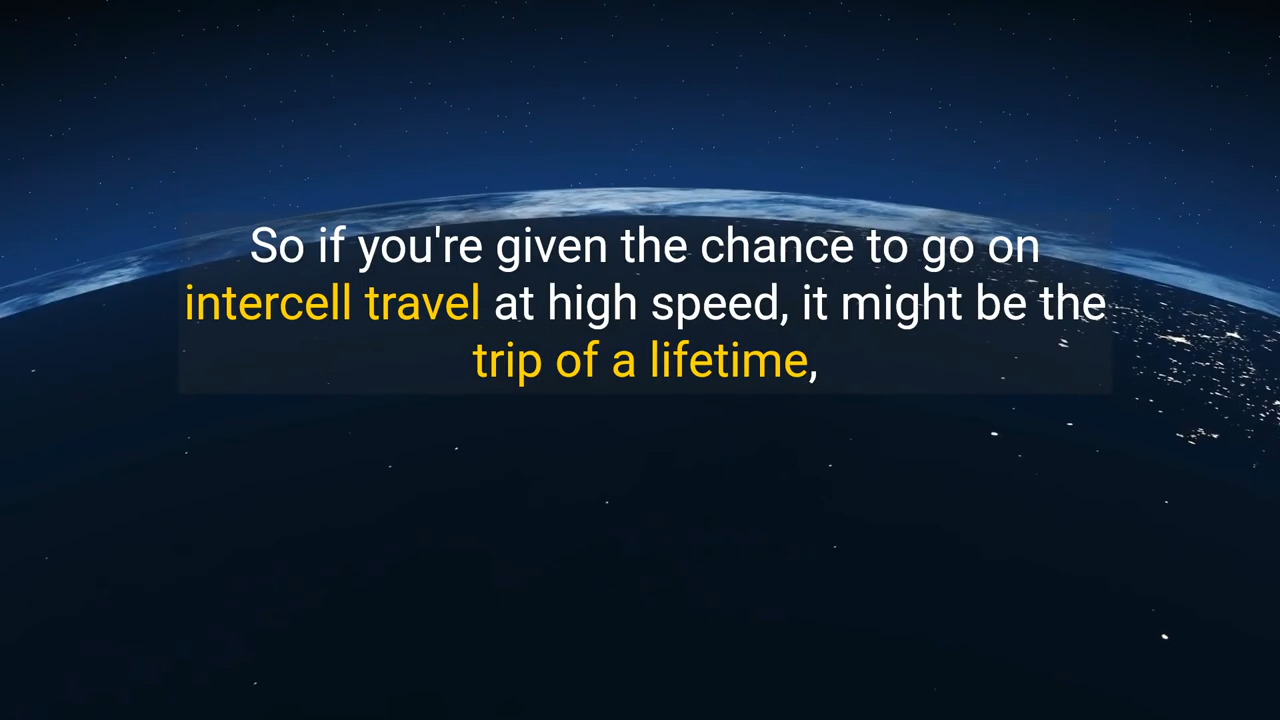 So if you're given the chance to go on
intercell travel at high speed, it might be the
trip of a lifetime,